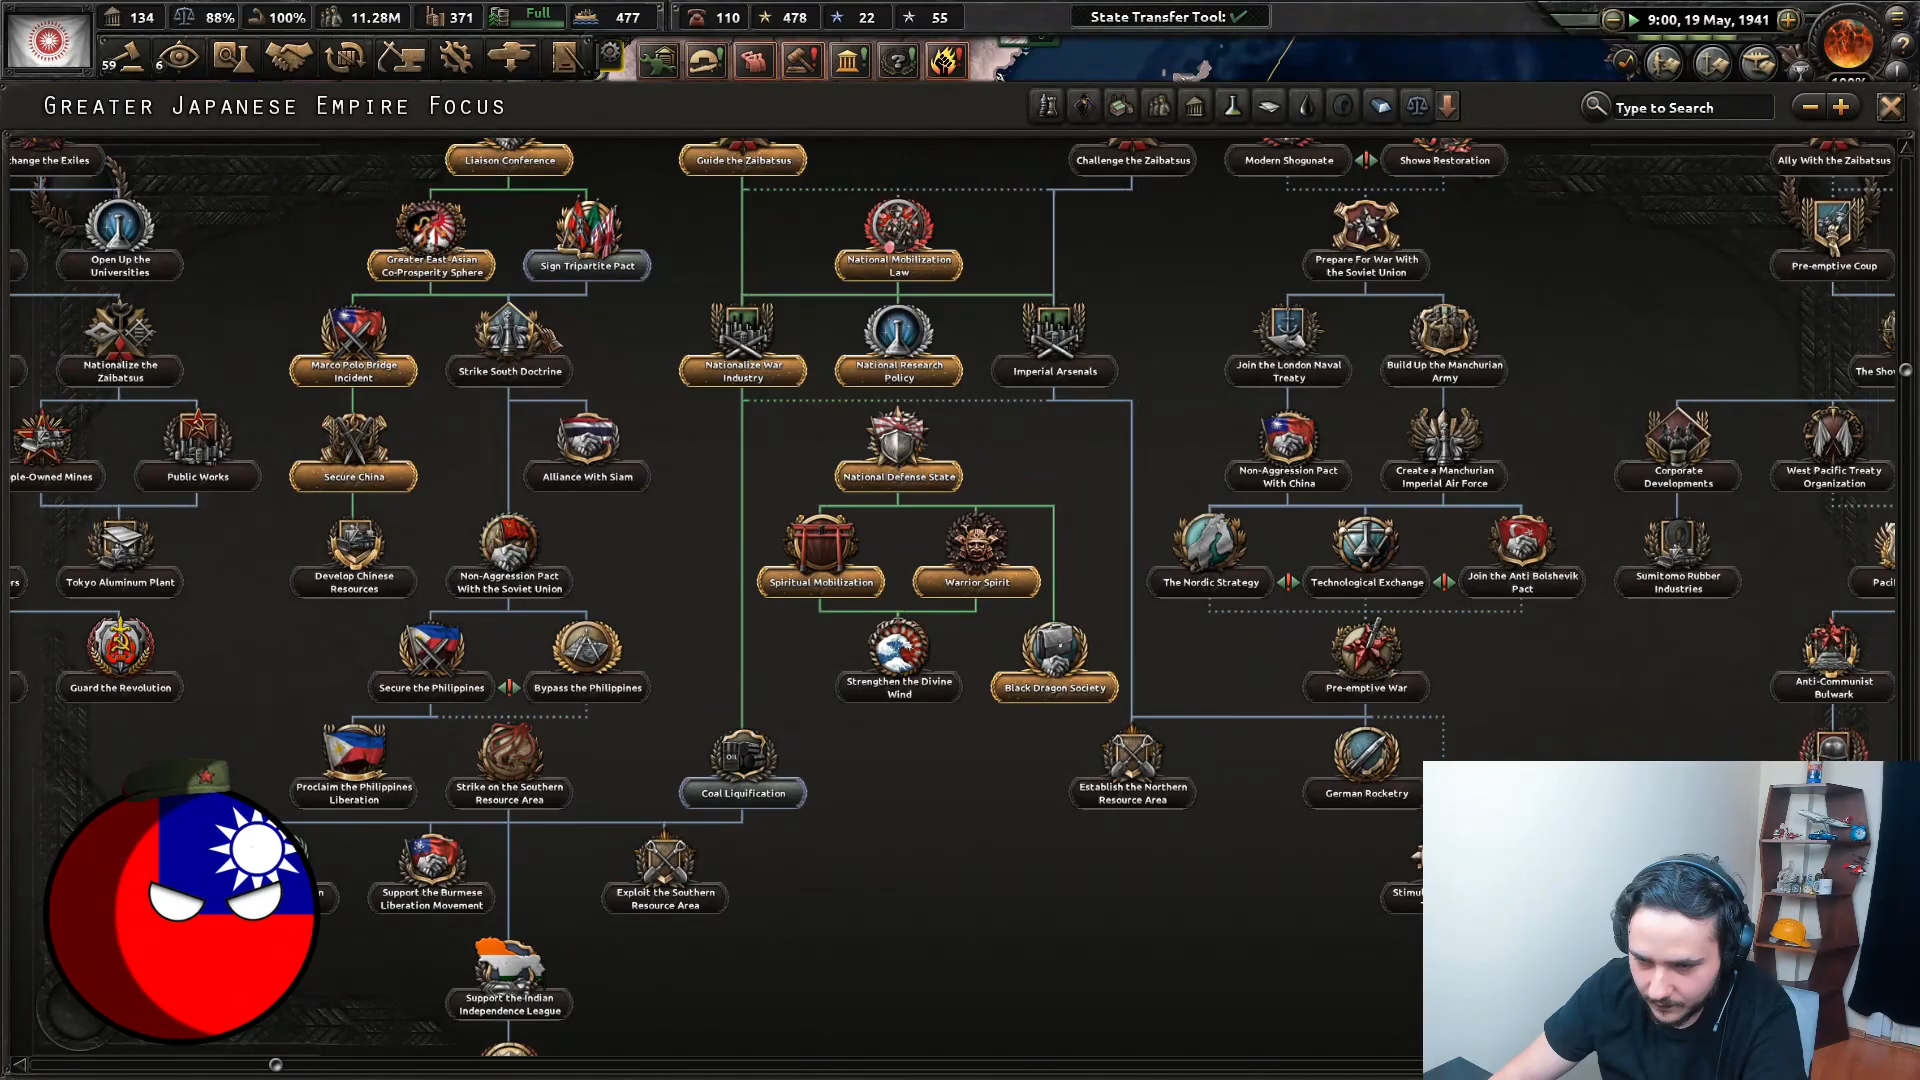 134 88% 100% 11.28M 371 Full 477 110 478 22 55 State Transfer Tool: 9:00, 19 May, 1941
59 6 100%
GREATER JAPANESE EMPIRE FOCUS
Type to Search
change the Exiles
Liaison Conference
Guide the Zaibatsus
Challenge the Zaibatsus
Modern Shogunate
Showa Restoration
Ally With the Zaibatsus
Open Up the
Universities
Greater East-Asian
Co-Prosperity Sphere
Sign Tripartite Pact
National Mobilization
Law
Prepare For War With
the Soviet Union
Pre-emptive Coup
Nationalize the
Zaibatsus
Marco Polo Bridge
Incident
Strike South Doctrine
Nationalize War
Industry
National Research
Policy
Imperial Arsenals
Join the London Naval
Treaty
Build Up the Manchurian
Army
The Show
ple-Owned Mines
Public Works
Secure China
Alliance With Siam
National Defense State
Non-Aggression Pact
With China
Create a Manchurian
Imperial Air Force
Corporate
Developments
West Pacific Treaty
Organization
ers
Tokyo Aluminum Plant
Develop Chinese
Resources
Non-Aggression Pact
With the Soviet Union
Spiritual Mobilization
Warrior Spirit
The Nordic Strategy
Technological Exchange
Join the Anti Bolshevik
Pact
Sumitomo Rubber
Industries
Paci
Guard the Revolution
Secure the Philippines
Bypass the Philippines
Strengthen the Divine
Wind
Black Dragon Society
Pre-emptive War
Anti-Communist
Bulwark
Proclaim the Philippines
Liberation
Strike on the Southern
Resource Area
OIL
Coal Liquification
Establish the Northern
Resource Area
German Rocketry
n
Support the Burmese
Liberation Movement
Exploit the Southern
Resource Area
Stimul
Support the Indian
Independence League